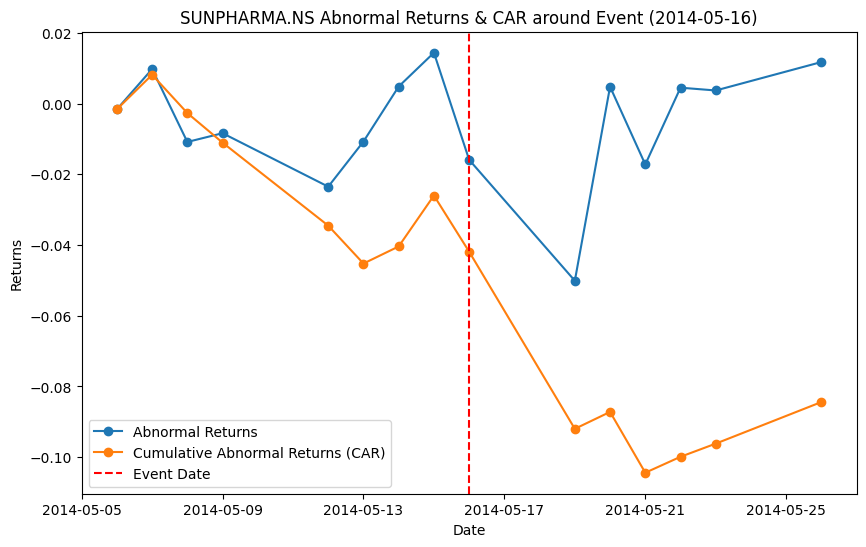 SUNPHARMA.NS Abnormal Returns & CAR around Event (2014-05-16)
0.02
0.00
−0.02
−0.04
−0.06
−0.08
−0.10
Returns
Abnormal Returns
Cumulative Abnormal Returns (CAR)
Event Date
2014-05-05 2014-05-09 2014-05-13 2014-05-17 2014-05-21 2014-05-25
Date